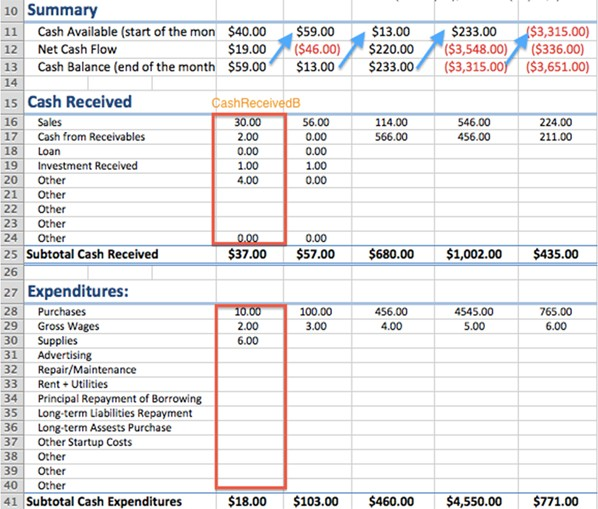 10 Summary
11 Cash Available (start of the mon $40.00 $59.00 $13.00 $233.00 ($3,315.00)
12 Net Cash Flow $19.00 ($46.00) $220.00 ($3,548.00) ($336.00)
13 Cash Balance (end of the month $59.00 $13.00 $233.00 ($3,315.00) ($3,651.00)
14
15 Cash Received CashReceivedB
16 Sales 30.00 56.00 114.00 546.00 224.00
17 Cash from Receivables 2.00 0.00 566.00 456.00 211.00
18 Loan 0.00 0.00
19 Investment Received 1.00 1.00
20 Other 4.00 0.00
21 Other
22 Other
23 Other
24 Other 0.00 0.00
25 Subtotal Cash Received $37.00 $57.00 $680.00 $1,002.00 $435.00
26
27 Expenditures:
28 Purchases 10.00 100.00 456.00 4545.00 765.00
29 Gross Wages 2.00 3.00 4.00 5.00 6.00
30 Supplies 6.00
31 Advertising
32 Repair/Maintenance
33 Rent + Utilities
34 Principal Repayment of Borrowing
35 Long-term Liabilities Repayment
36 Long-term Assests Purchase
37 Other Startup Costs
38 Other
39 Other
40 Other
41 Subtotal Cash Expenditures $18.00 $103.00 $460.00 $4,550.00 $771.00